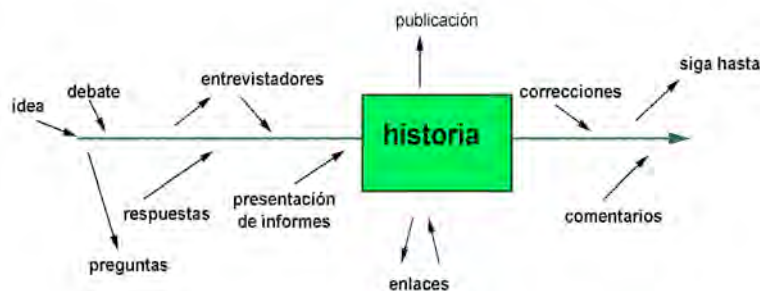 publicación
siga hasta
entrevistadores
debate
correcciones
idea
historia
respuestas
presentación
de informes
comentarios
preguntas
enlaces